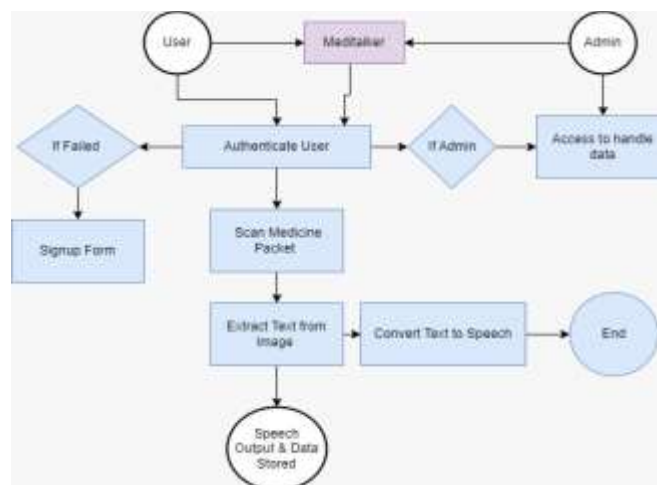 User
Meditalker
Admin
If Failed
Authenticate User
If Admin
Access to handle
data
Signup Form
Scan Medicine
Packet
Extract Text from
Image
Convert Text to Speech
End
Speech
Output & Data
Stored